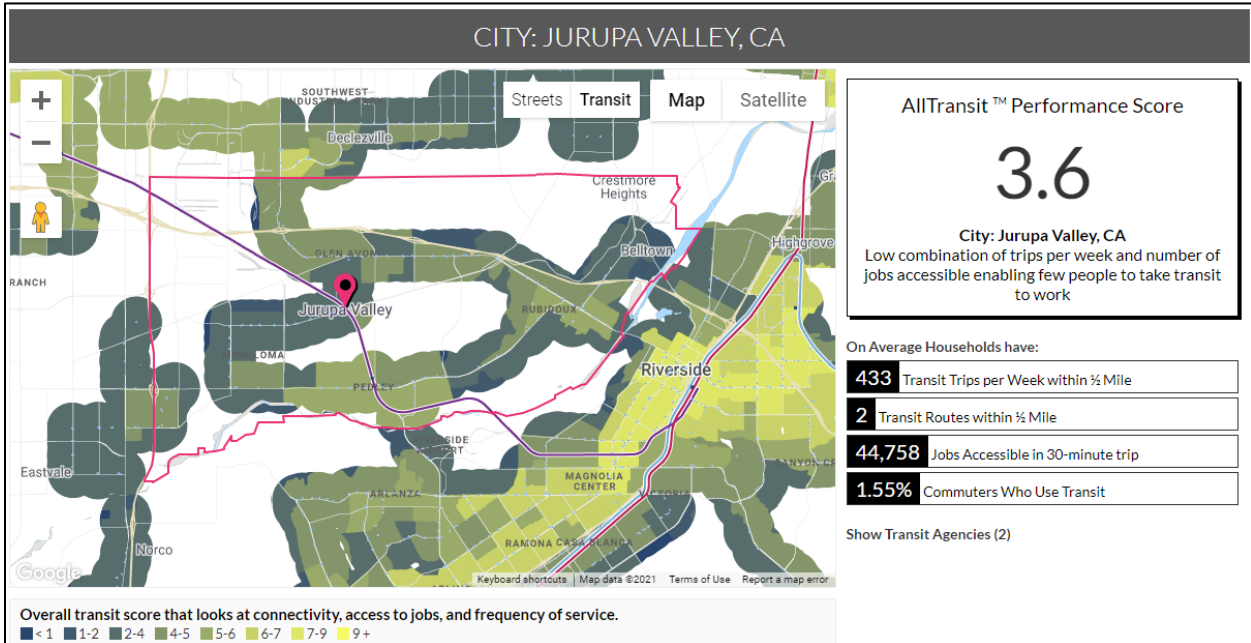 CITY: JURUPA VALLEY, CA
SOUTHWEST
Streets
Transit
Map
Satellite
Declezville
Crestmore
Heights
GLEN AVON
Belltown
Highgrove
RANCH
Jurupa Valley
RUBIDOUX
LOMA
Riverside
PEDLEY
Eastvale
MAGNOLIA
CENTER
ARLANZA
Norco
RAMONA
CASA BLANCA
Google
Keyboard shortcuts
Map data ©2021
Terms of Use
Report a map error
Overall transit score that looks at connectivity, access to jobs, and frequency of service.
< 1 1-2 2-4 4-5 5-6 6-7 7-9 9 +
AllTransit ™ Performance Score
3.6
City: Jurupa Valley, CA
Low combination of trips per week and number of
jobs accessible enabling few people to take transit
to work
On Average Households have:
433 Transit Trips per Week within ½ Mile
2 Transit Routes within ½ Mile
44,758 Jobs Accessible in 30-minute trip
1.55% Commuters Who Use Transit
Show Transit Agencies (2)